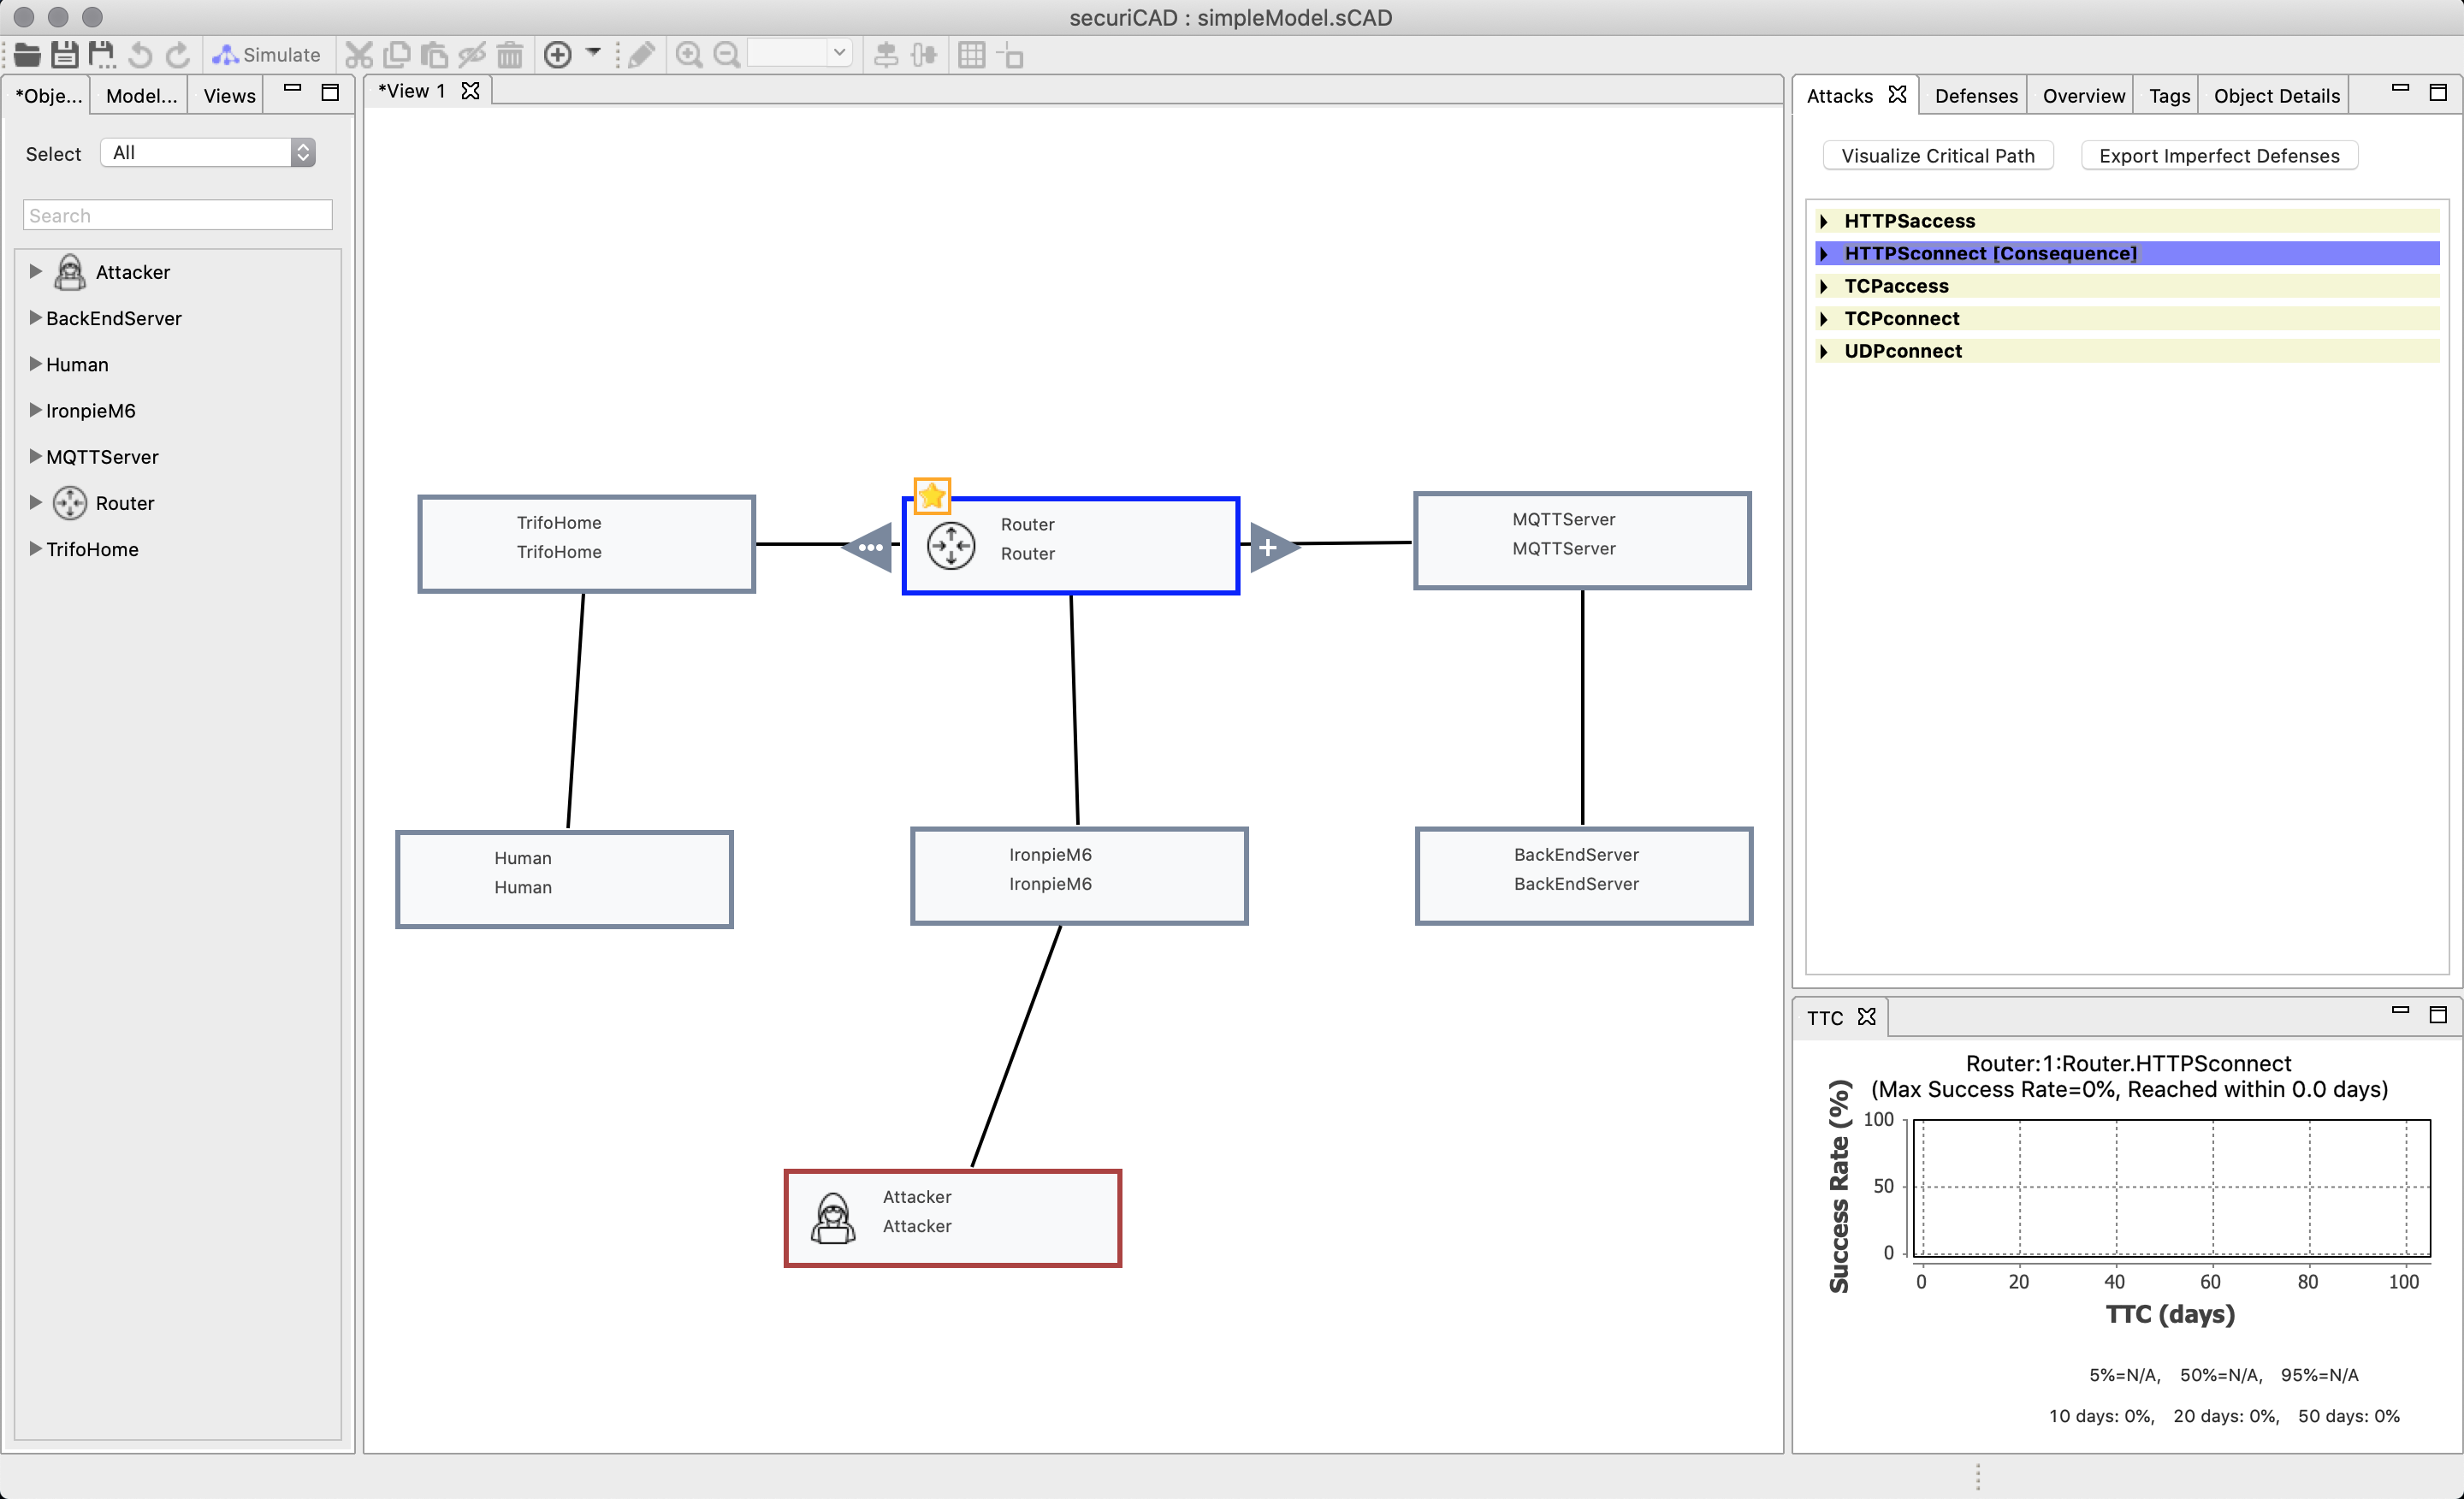 securiCAD : simpleModel.sCAD
Simulate
*Obje...
Model...
Views
Select
All
Search
Attacker
BackEndServer
Human
IronpieM6
MQTTServer
Router
TrifoHome
*View 1
TrifoHome
TrifoHome
Router
Router
MQTTServer
MQTTServer
Human
Human
IronpieM6
IronpieM6
BackEndServer
BackEndServer
Attacker
Attacker
Attacks
Defenses
Overview
Tags
Object Details
Visualize Critical Path
Export Imperfect Defenses
HTTPSaccess
HTTPSconnect [Consequence]
TCPaccess
TCPconnect
UDPconnect
TTC
Router:1:Router.HTTPSconnect
(Max Success Rate=0%, Reached within 0.0 days)
Success Rate (%)
100
50
0
0 20 40 60 80 100
TTC (days)
5%=N/A, 50%=N/A, 95%=N/A
10 days: 0%, 20 days: 0%, 50 days: 0%